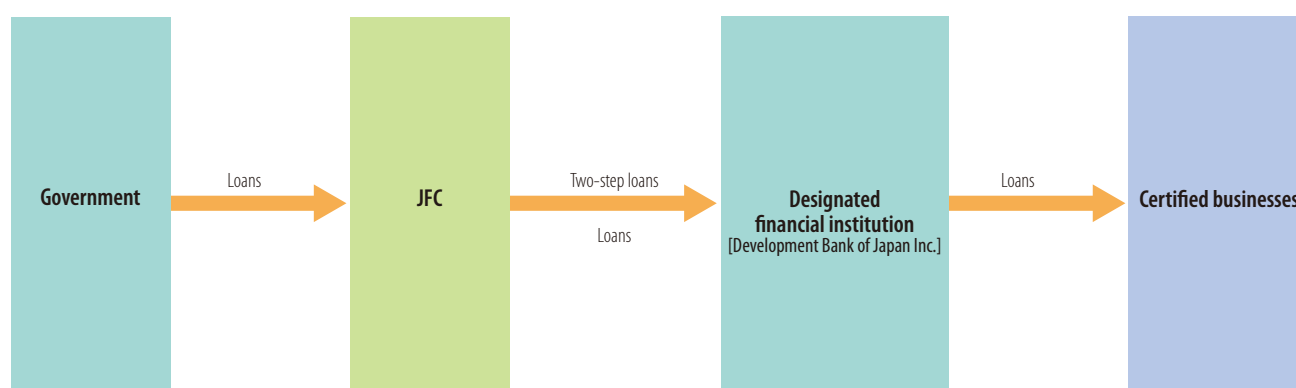 Government
Loans
JFC
Two-step loans
Loans
Designated
financial institution
[Development Bank of Japan Inc.]
Loans
Certified businesses